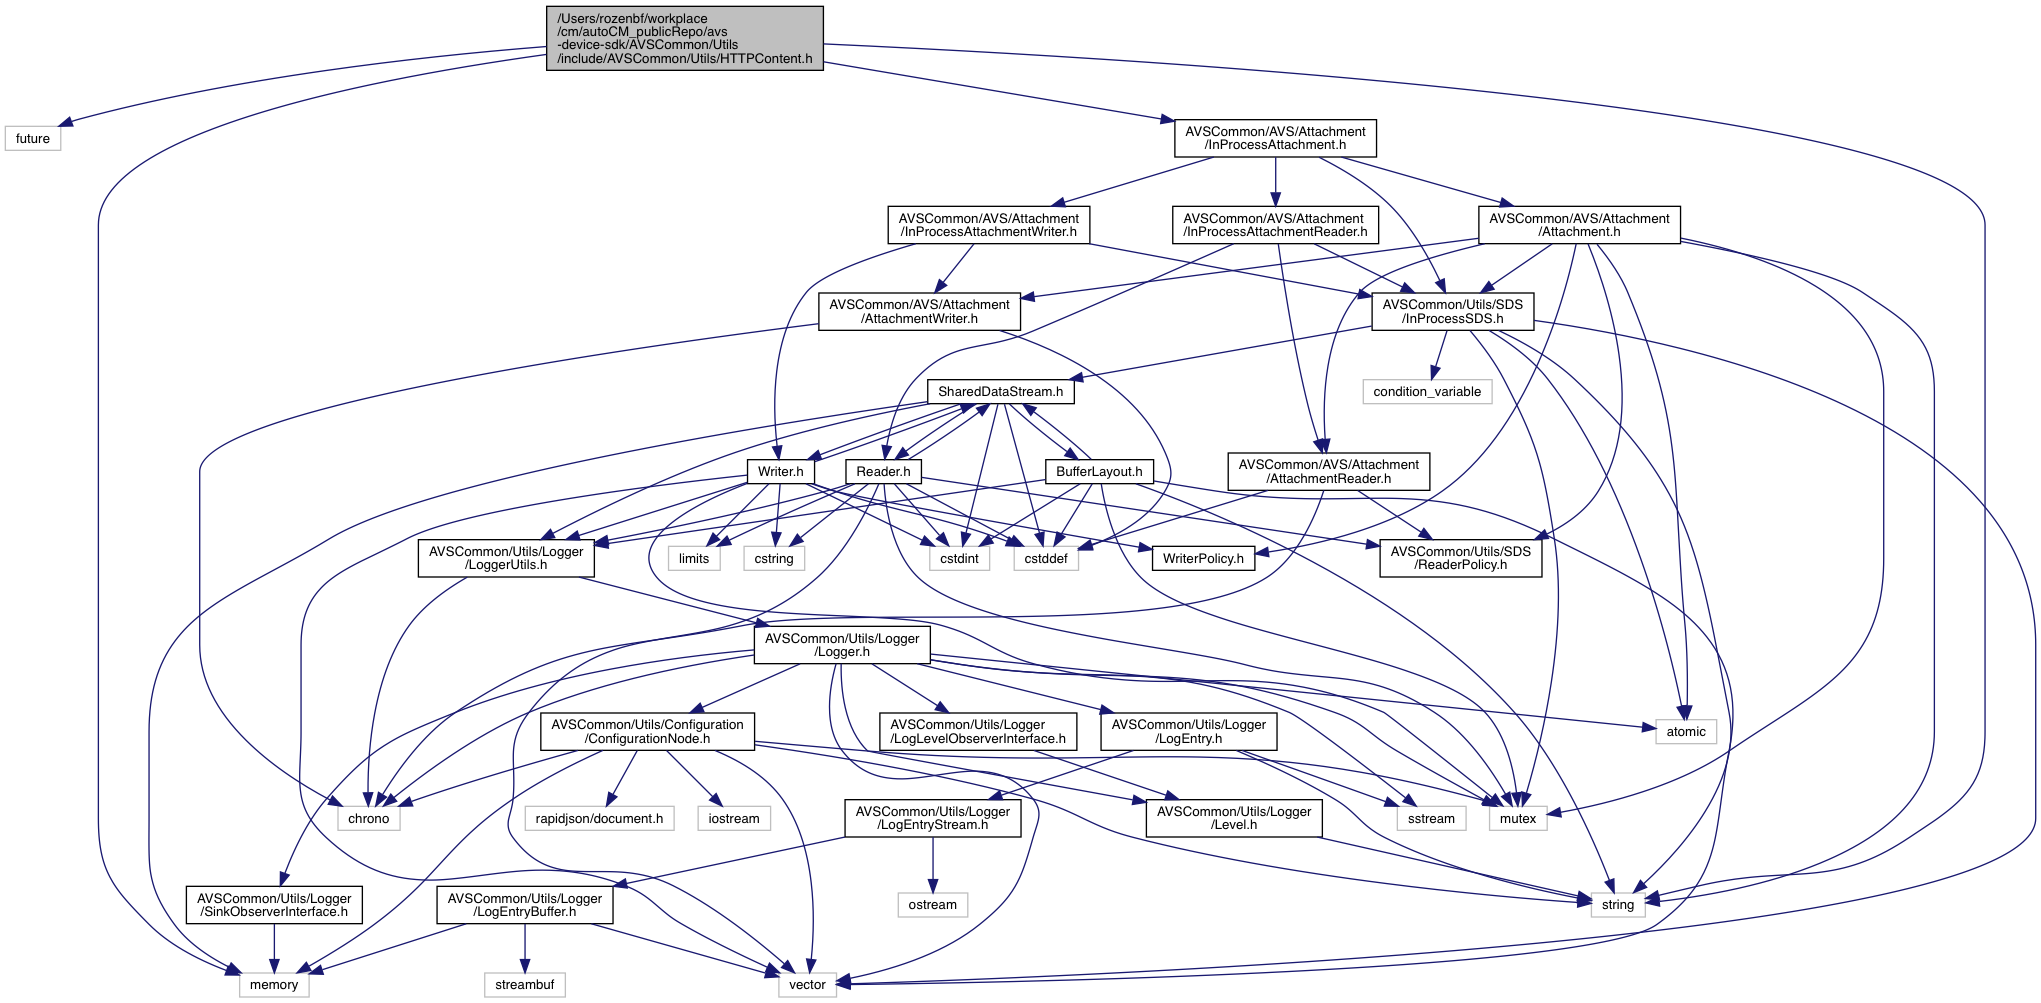 /Users/rozenbf/workplace
/cm/autoCM_publicRepo/avs
-device-sdk/AVSCommon/Utils
/include/AVSCommon/Utils/HTTPContent.h
future
AVSCommon/AVS/Attachment
/InProcessAttachment.h
AVSCommon/AVS/Attachment
/InProcessAttachmentWriter.h
AVSCommon/AVS/Attachment
/InProcessAttachmentReader.h
AVSCommon/AVS/Attachment
/Attachment.h
AVSCommon/AVS/Attachment
/AttachmentWriter.h
AVSCommon/Utils/SDS
/InProcessSDS.h
SharedDataStream.h
condition_variable
Writer.h
Reader.h
BufferLayout.h
AVSCommon/AVS/Attachment
/AttachmentReader.h
AVSCommon/Utils/Logger
/LoggerUtils.h
limits
cstring
cstdint
cstddef
WriterPolicy.h
AVSCommon/Utils/SDS
/ReaderPolicy.h
AVSCommon/Utils/Logger
/Logger.h
AVSCommon/Utils/Configuration
/ConfigurationNode.h
AVSCommon/Utils/Logger
/LogLevelObserverInterface.h
AVSCommon/Utils/Logger
/LogEntry.h
atomic
chrono
rapidjson/document.h
iostream
AVSCommon/Utils/Logger
/LogEntryStream.h
AVSCommon/Utils/Logger
/Level.h
sstream
mutex
AVSCommon/Utils/Logger
/SinkObserverInterface.h
AVSCommon/Utils/Logger
/LogEntryBuffer.h
ostream
string
memory
streambuf
vector